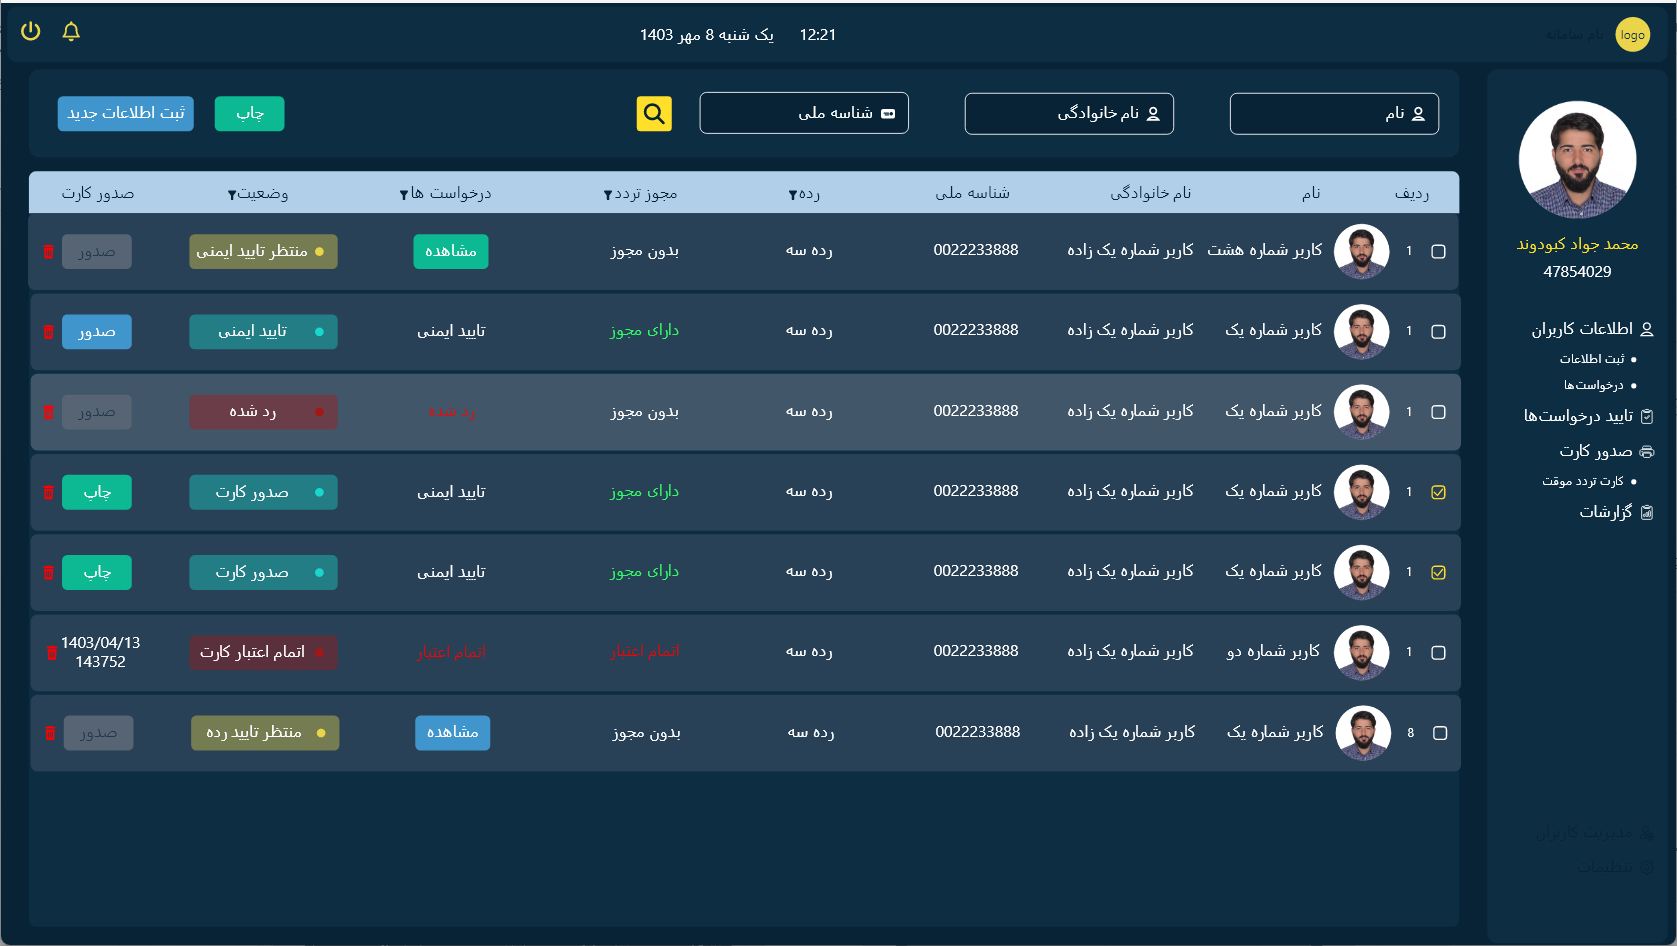 logo
نام سامانه
12:21 یک شنبه 8 مهر 1403
نام
نام خانوادگی
شناسه ملی
چاپ
ثبت اطلاعات جدید
ردیف نام نام خانوادگی شناسه ملی رده مجوز تردد درخواست ها وضعیت صدور کارت
1 کاربر شماره هشت کاربر شماره یک زاده 0022233888 رده سه بدون مجوز مشاهده منتظر تایید ایمنی صدور
1 کاربر شماره یک کاربر شماره یک زاده 0022233888 رده سه دارای مجوز تایید ایمنی تایید ایمنی صدور
1 کاربر شماره یک کاربر شماره یک زاده 0022233888 رده سه بدون مجوز رد شده رد شده صدور
1 کاربر شماره یک کاربر شماره یک زاده 0022233888 رده سه دارای مجوز تایید ایمنی صدور کارت چاپ
1 کاربر شماره یک کاربر شماره یک زاده 0022233888 رده سه دارای مجوز تایید ایمنی صدور کارت چاپ
1 کاربر شماره دو کاربر شماره یک زاده 0022233888 رده سه اتمام اعتبار اتمام اعتبار اتمام اعتبار کارت 1403/04/13
143752
8 کاربر شماره یک کاربر شماره یک زاده 0022233888 رده سه بدون مجوز مشاهده منتظر تایید رده صدور
محمد جواد کبودوند
47854029
اطلاعات کاربران
ثبت اطلاعات
درخواست‌ها
تایید درخواست‌ها
صدور کارت
کارت تردد موقت
گزارشات
مدیریت کاربران
تنظیمات